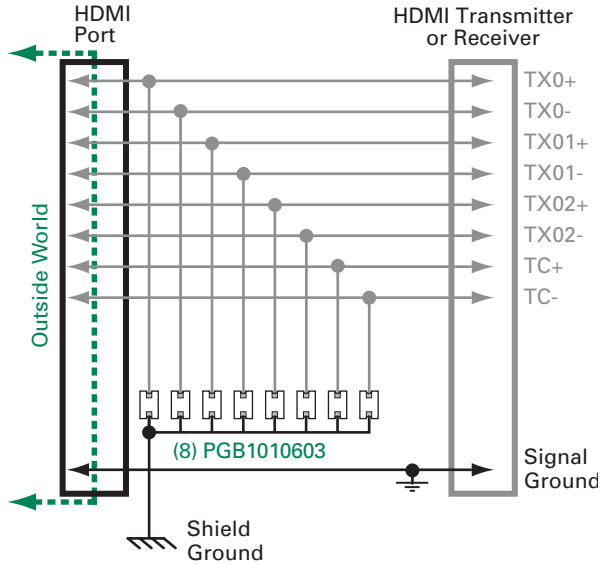 HDMI
Port
HDMI Transmitter
or Receiver
TX0+
TX0-
TX01+
TX01-
TX02+
TX02-
TC+
TC-
Outside World
(8) PGB1010603
Signal
Ground
Shield
Ground